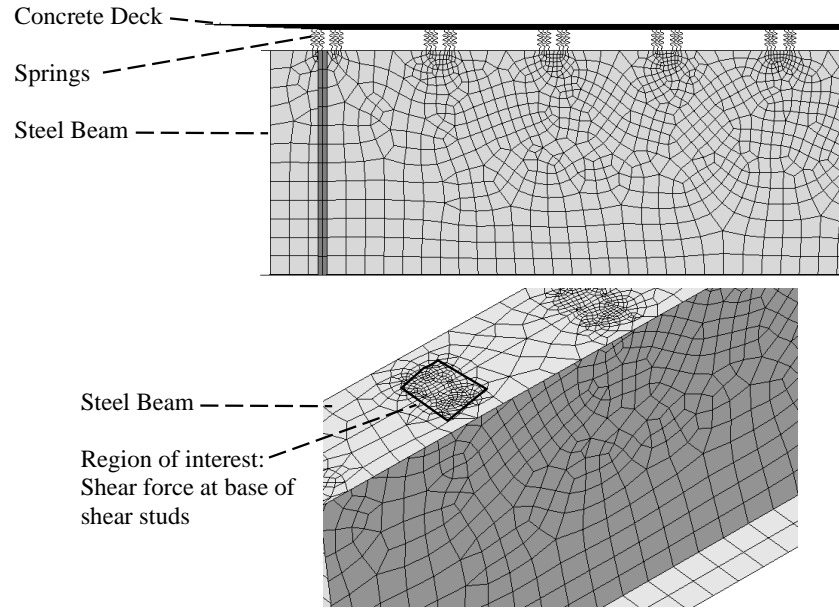 Concrete Deck
Springs
Steel Beam
Steel Beam
Region of interest:
Shear force at base of
shear studs